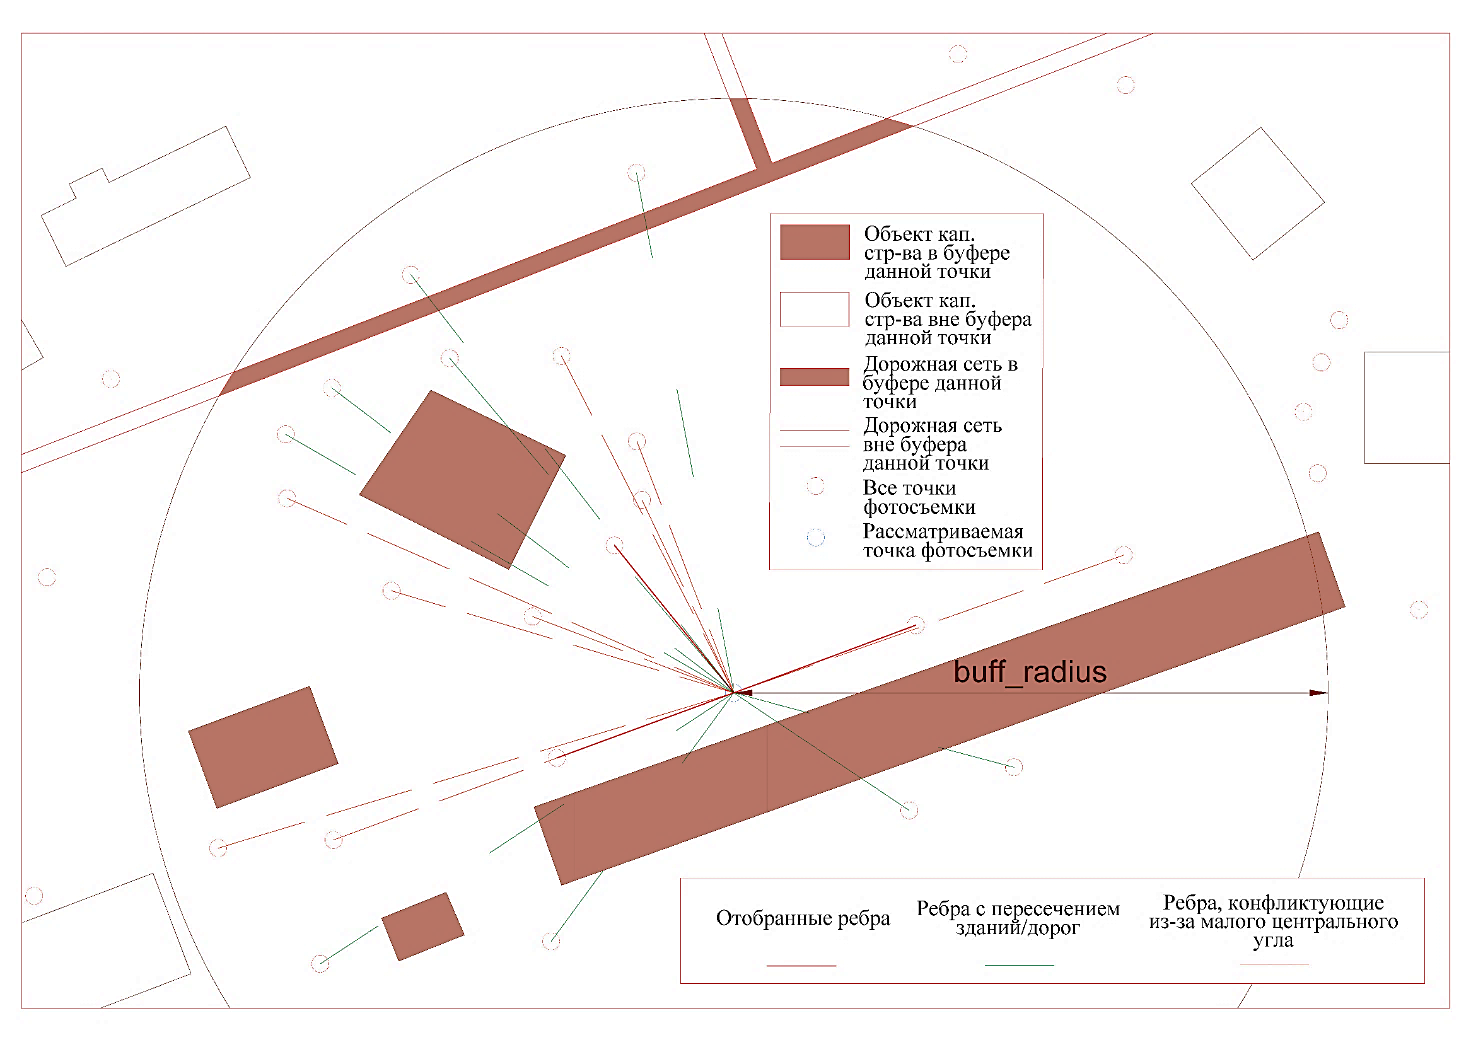 Объект кап.
стр-ва в буфере
данной точки
Объект кап.
стр-ва вне буфера
данной точки
Дорожная сеть в
буфере данной
точки
Дорожная сеть
вне буфера
данной точки
Все точки
фотосъемки
Рассматриваемая
точка фотосъемки
buff_radius
Отобранные ребра
Ребра с пересечением
зданий/дорог
Ребра, конфликтующие
из-за малого центрального
угла